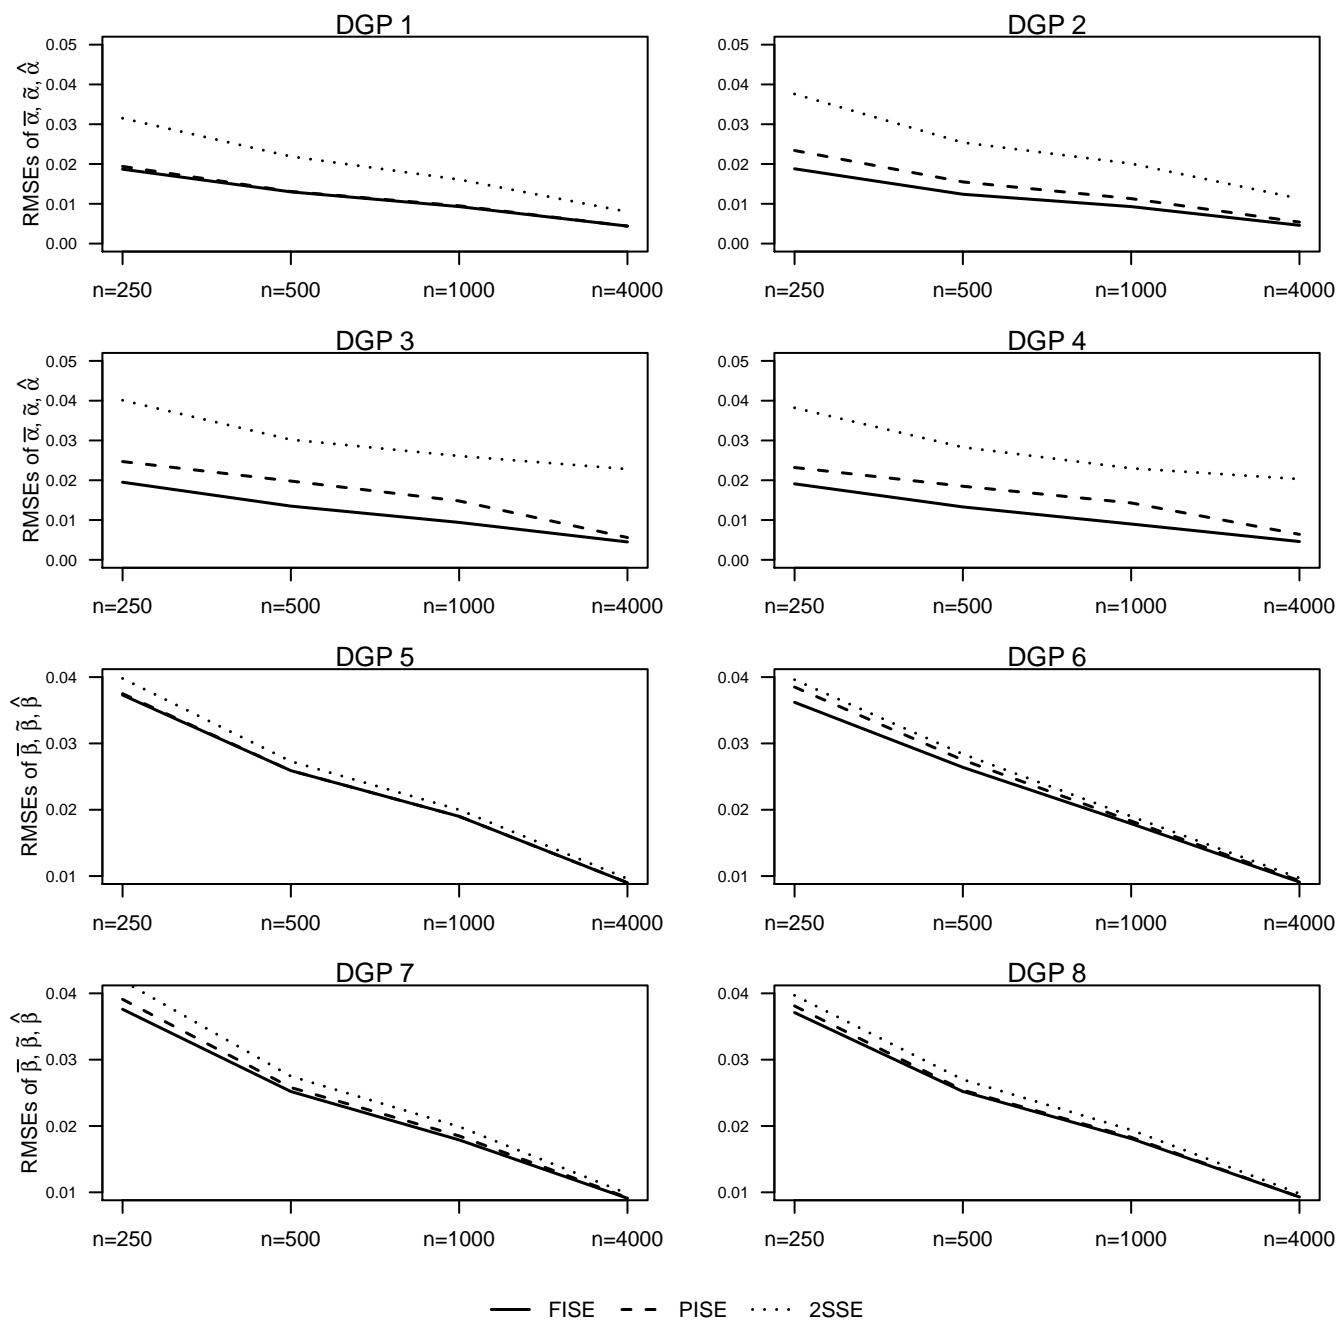 DGP 1
RMSEs of α̅, α̃, α̂
0.05
0.04
0.03
0.02
0.01
0.00
n=250 n=500 n=1000 n=4000
DGP 2
0.05
0.04
0.03
0.02
0.01
0.00
n=250 n=500 n=1000 n=4000
DGP 3
RMSEs of α̅, α̃, α̂
0.05
0.04
0.03
0.02
0.01
0.00
n=250 n=500 n=1000 n=4000
DGP 4
0.05
0.04
0.03
0.02
0.01
0.00
n=250 n=500 n=1000 n=4000
DGP 5
RMSEs of β̅, β̃, β̂
0.04
0.03
0.02
0.01
n=250 n=500 n=1000 n=4000
DGP 6
0.04
0.03
0.02
0.01
n=250 n=500 n=1000 n=4000
DGP 7
RMSEs of β̅, β̃, β̂
0.04
0.03
0.02
0.01
n=250 n=500 n=1000 n=4000
DGP 8
0.04
0.03
0.02
0.01
n=250 n=500 n=1000 n=4000
FISE PISE 2SSE